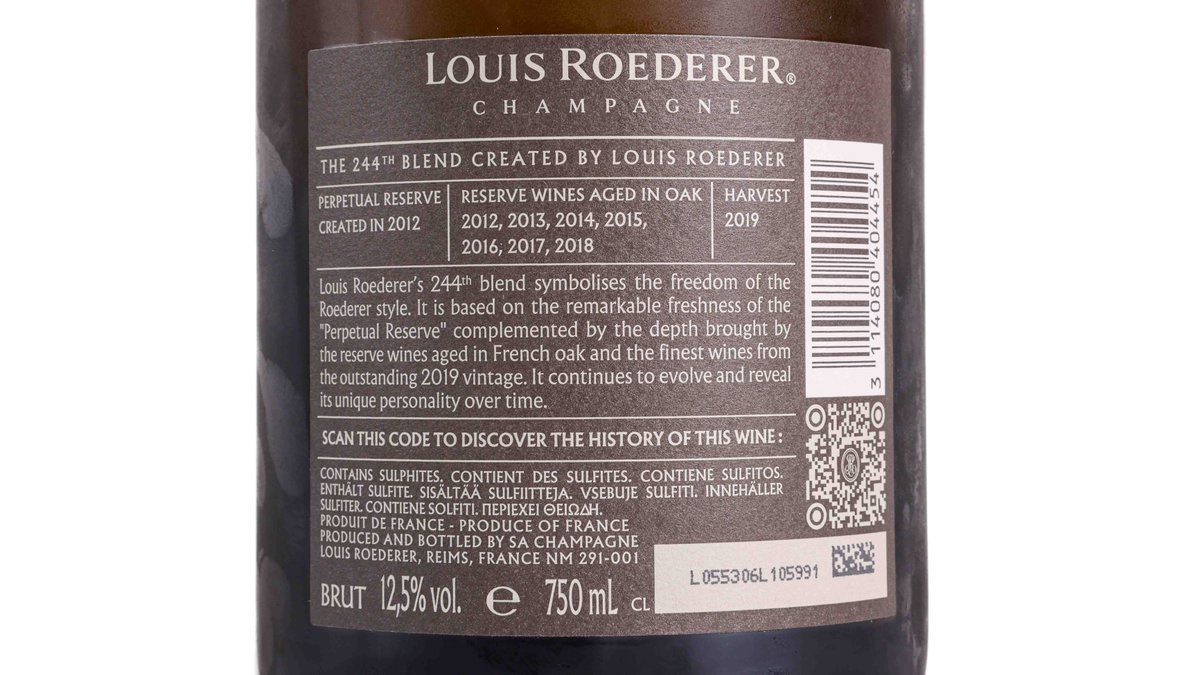 LOUIS ROEDERER®
CHAMPAGNE
THE 244TH BLEND CREATED BY LOUIS ROEDERER
PERPETUAL RESERVE
CREATED IN 2012
RESERVE WINES AGED IN OAK
2012, 2013, 2014, 2015,
2016, 2017, 2018
HARVEST
2019
Louis Roederer's 244th blend symbolises the freedom of the
Roederer style. It is based on the remarkable freshness of the
"Perpetual Reserve" complemented by the depth brought by
the reserve wines aged in French oak and the finest wines from
the outstanding 2019 vintage. It continues to evolve and reveal
its unique personality over time.
SCAN THIS CODE TO DISCOVER THE HISTORY OF THIS WINE :
CONTAINS SULPHITES. CONTIENT DES SULFITES. CONTIENE SULFITOS.
ENTHÄLT SULFITE. SISÄLTÄÄ SULFIITTEJA. VSEBUJE SULFITI. INNEHÄLLER
SULFITER. CONTIENE SOLFITI. ΠΕΡΙΕΧΕΙ ΘΕΙΩΔΗ.
PRODUIT DE FRANCE - PRODUCE OF FRANCE
PRODUCED AND BOTTLED BY SA CHAMPAGNE
LOUIS ROEDERER, REIMS, FRANCE NM 291-001
BRUT 12,5% vol. ℮ 750 mL CL
L055306L105991
3 114080 404454